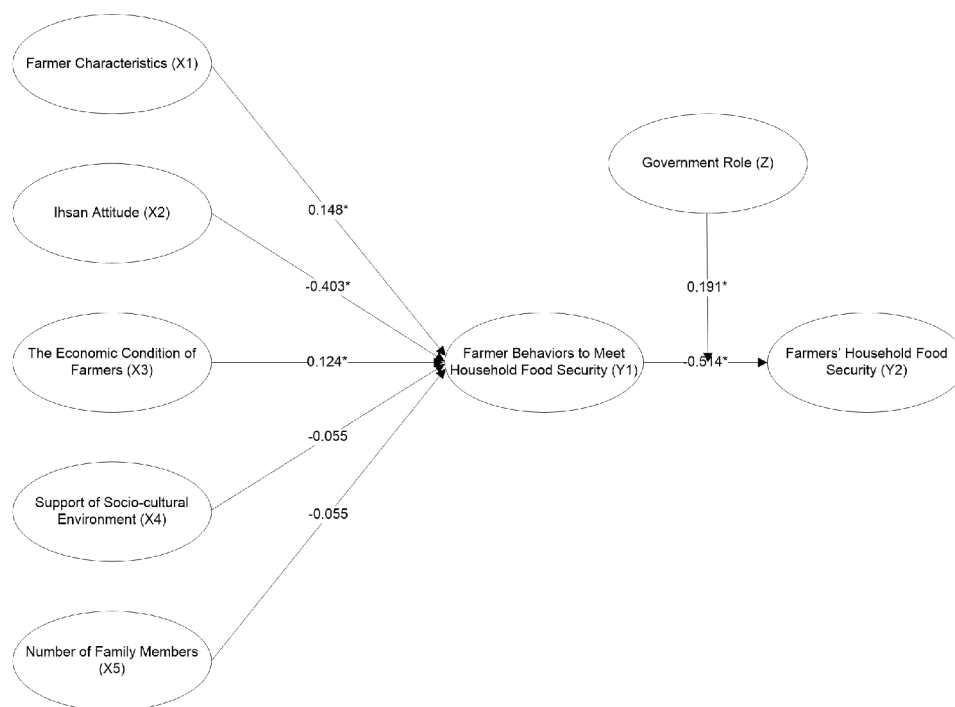 Farmer Characteristics (X1)
Government Role (Z)
Ihsan Attitude (X2)
0.148*
-0.403*
0.191*
The Economic Condition of
Farmers (X3)
0.124*
Farmer Behaviors to Meet
Household Food Security (Y1)
Farmers' Household Food
Security (Y2)
-0.055
Support of Socio-cultural
Environment (X4)
-0.055
Number of Family Members
(X5)